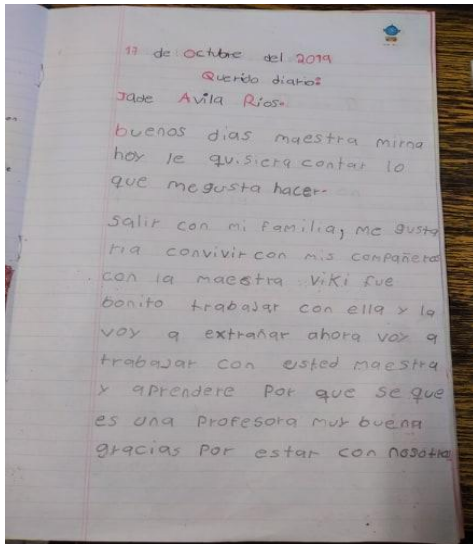 17 de octubre del 2019
Querido diario:
Jade Avila Rios.
buenos dias maestra mirna
hoy le quisiera contar lo
que me gusta hacer.
salir con mi familia, me gusta
ria convivir con mis compañeros
con la maestra viki fue
bonito trabajar con ella y la
voy a extrañar ahora voy a
trabajar con usted maestra
y aprendere por que se que
es una profesora muy buena
gracias por estar con nosotra